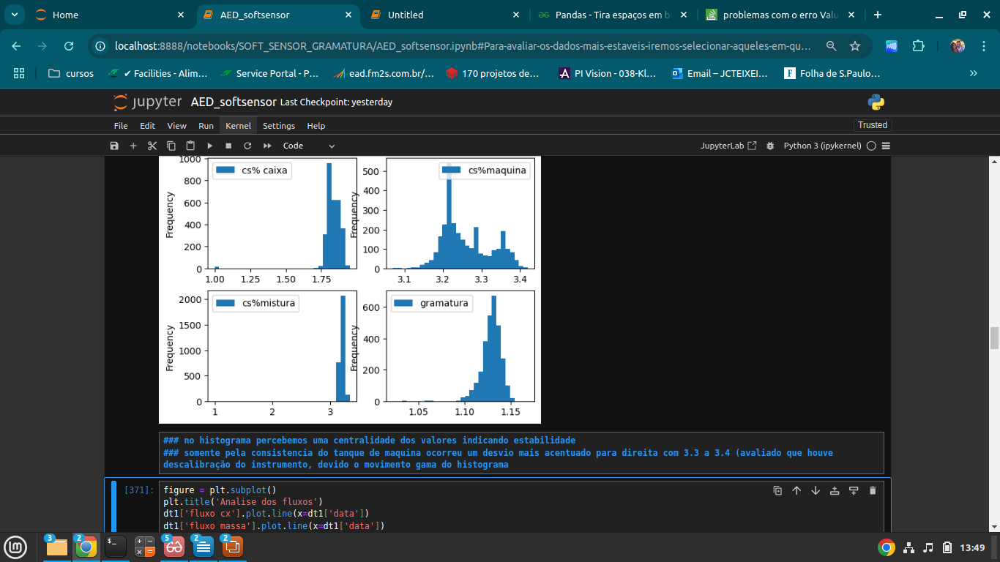 Home
AED_softsensor
Untitled
Pandas - Tira espaços em b
problemas com o erro Valu
localhost:8888/notebooks/SOFT_SENSOR_GRAMATURA/AED_softsensor.ipynb#Para-avaliar-os-dados-mais-estaveis-iremos-selecionar-aqueles-em-qu...
cursos
✔ Facilities - Alim...
Service Portal - P...
ead.fm2s.com.br/...
170 projetos de...
PI Vision - 038-Kl...
Email – JCTEIXEI...
Folha de S.Paulo...
jupyter AED_softsensor Last Checkpoint: yesterday
File Edit View Run Kernel Settings Help
Trusted
Code
JupyterLab
Python 3 (ipykernel)
1000
800
600
400
200
0
Frequency
cs% caixa
1.00 1.25 1.50 1.75
500
400
300
200
100
0
Frequency
cs%maquina
3.1 3.2 3.3 3.4
2000
1500
1000
500
0
Frequency
cs%mistura
1 2 3
600
400
200
0
Frequency
gramatura
1.05 1.10 1.15
### no histograma percebemos uma centralidade dos valores indicando estabilidade
### somente pela consistencia do tanque de maquina ocorreu um desvio mais acentuado para direita com 3.3 a 3.4 (avaliado que houve
descalibração do instrumento, devido o movimento gama do histograma
[371]:
figure = plt.subplot()
plt.title('Analise dos fluxos')
dt1['fluxo cx'].plot.line(x=dt1['data'])
dt1['fluxo massa'].plot.line(x=dt1['data'])
3
2
5
2
2
13:49